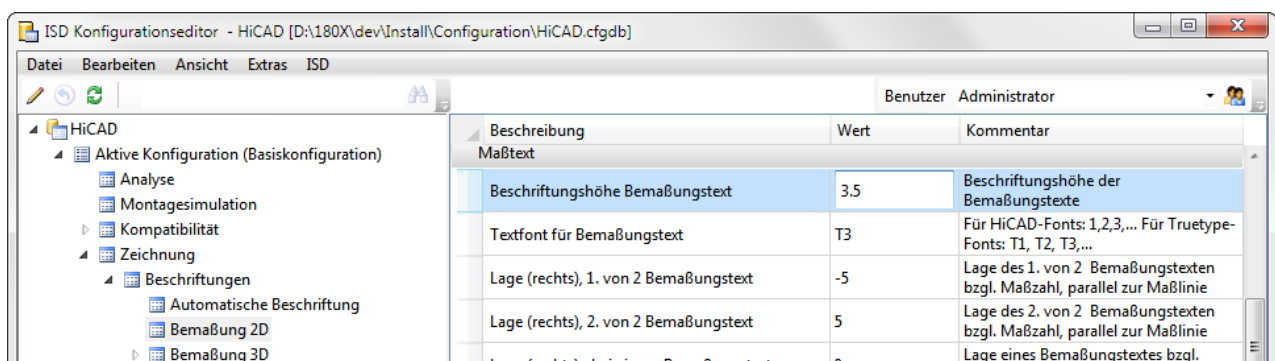 ISD Konfigurationseditor - HiCAD [D:\180X\dev\Install\Configuration\HiCAD.cfgdb]
Datei Bearbeiten Ansicht Extras ISD
Benutzer Administrator
HiCAD
Aktive Konfiguration (Basiskonfiguration)
Analyse
Montagesimulation
Kompatibilität
Zeichnung
Beschriftungen
Automatische Beschriftung
Bemaßung 2D
Bemaßung 3D
Beschreibung Wert Kommentar
Maßtext
Beschriftungshöhe Bemaßungstext 3.5 Beschriftungshöhe der
Bemaßungstexte
Textfont für Bemaßungstext T3 Für HiCAD-Fonts: 1,2,3,... Für Truetype-
Fonts: T1, T2, T3,...
Lage (rechts), 1. von 2 Bemaßungstext -5 Lage des 1. von 2 Bemaßungstexten
bzgl. Maßzahl, parallel zur Maßlinie
Lage (rechts), 2. von 2 Bemaßungstext 5 Lage des 2. von 2 Bemaßungstexten
bzgl. Maßzahl, parallel zur Maßlinie
Lage eines Bemaßungstextes bzgl.